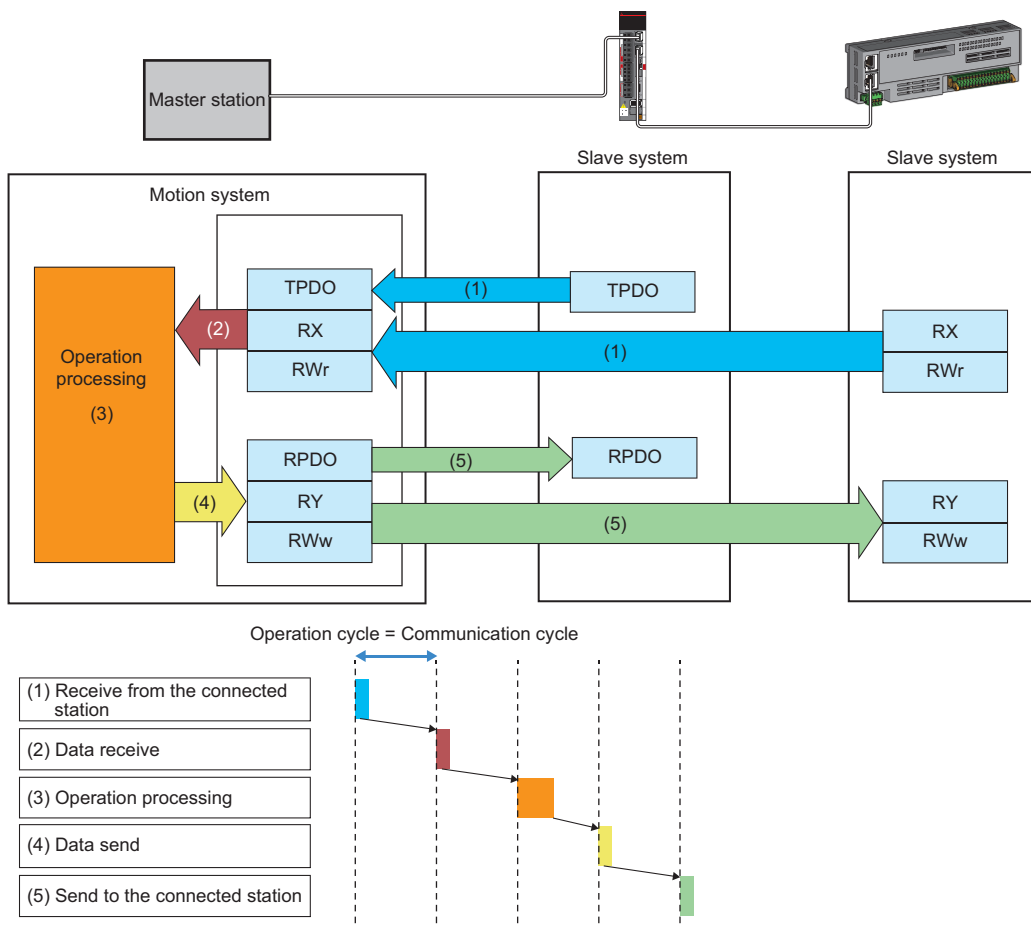 Master station
Slave system
Slave system
Motion system
TPDO
(1)
TPDO
(2)
RX
RX
(1)
RWr
RWr
Operation
processing
(3)
RPDO
(5)
RPDO
(4)
RY
RY
(5)
RWw
RWw
Operation cycle = Communication cycle
(1) Receive from the connected
station
(2) Data receive
(3) Operation processing
(4) Data send
(5) Send to the connected station